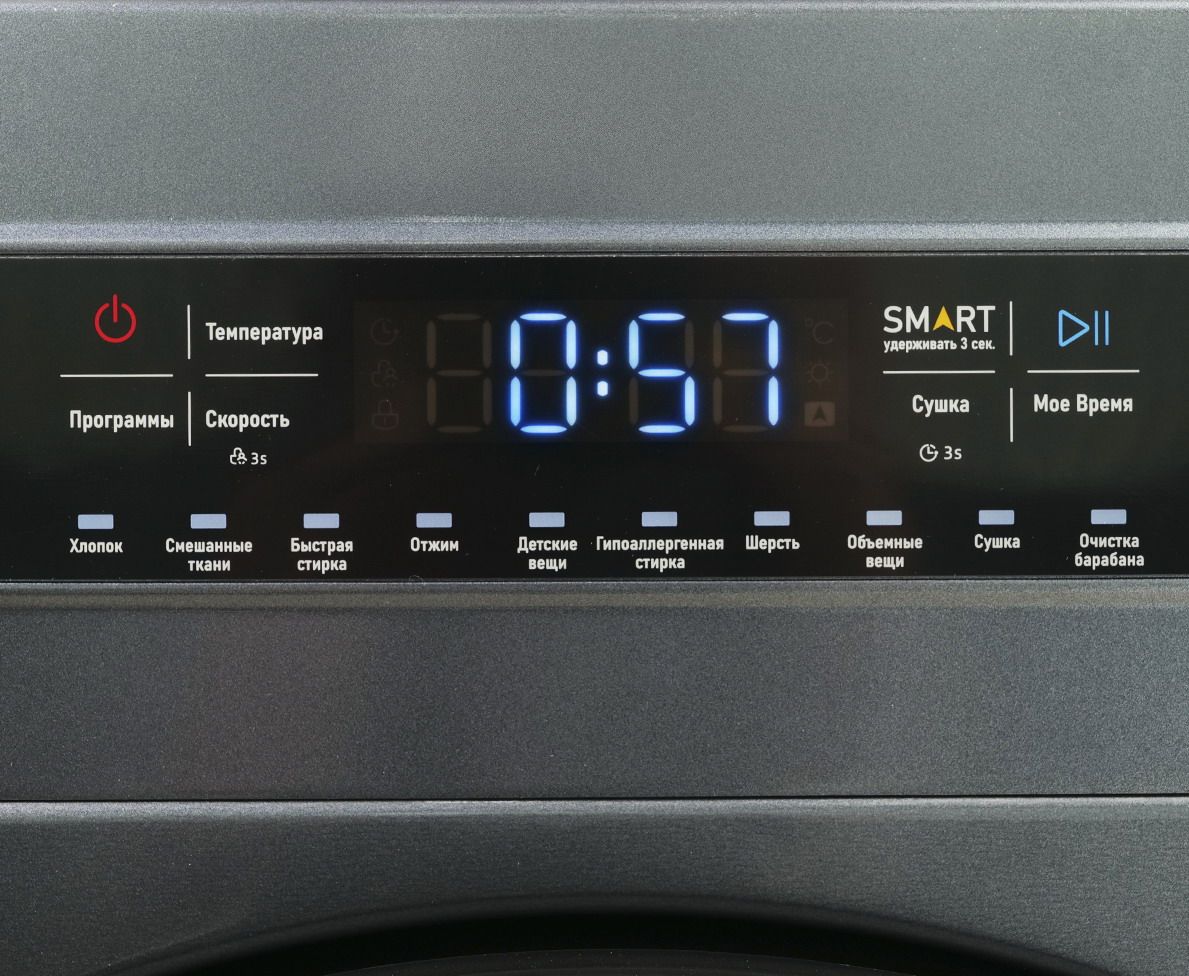 Температура
0:57
°C
SMART
удерживать 3 сек.
Программы
Скорость
Сушка
Мое Время
3s
3s
Хлопок
Смешанные
ткани
Быстрая
стирка
Отжим
Детские
вещи
Гипоаллергенная
стирка
Шерсть
Объемные
вещи
Сушка
Очистка
барабана